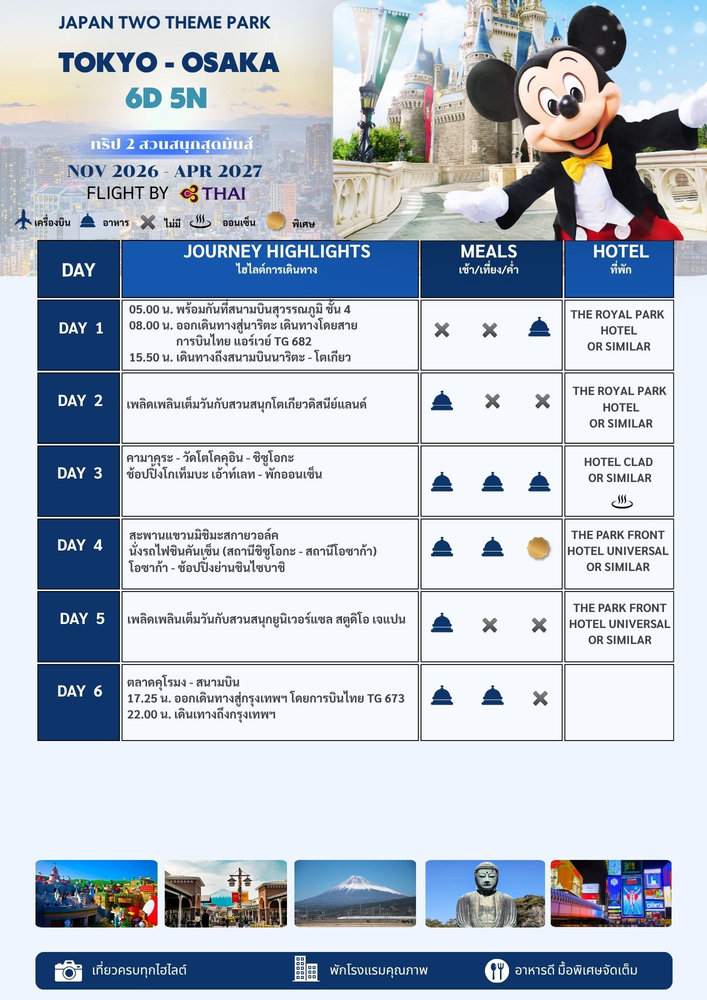 JAPAN TWO THEME PARK
TOKYO - OSAKA
6D 5N
ทริป 2 สวนสนุกสุดมันส์
NOV 2026 - APR 2027
FLIGHT BY THAI
เครื่องบิน อาหาร ไม่มี ออนเซ็น พิเศษ
DAY
JOURNEY HIGHLIGHTS
ไฮไลต์การเดินทาง
MEALS
เช้า/เที่ยง/ค่ำ
HOTEL
ที่พัก
DAY 1
05.00 น. พร้อมกันที่สนามบินสุวรรณภูมิ ชั้น 4
08.00 น. ออกเดินทางสู่นาริตะ เดินทางโดยสาย
การบินไทย แอร์เวย์ TG 682
15.50 น. เดินทางถึงสนามบินนาริตะ - โตเกียว
THE ROYAL PARK
HOTEL
OR SIMILAR
DAY 2
เพลิดเพลินเต็มวันกับสวนสนุกโตเกียวดิสนีย์แลนด์
THE ROYAL PARK
HOTEL
OR SIMILAR
DAY 3
คามาคุระ - วัดโตโคคุอิน - ชิซูโอกะ
ช้อปปิ้งโกเท็มบะ เอ้าท์เลท - พักออนเซ็น
HOTEL CLAD
OR SIMILAR
DAY 4
สะพานแขวนมิชิมะสกายวอล์ค
นั่งรถไฟชินคันเซ็น (สถานีชิซูโอกะ - สถานีโอซาก้า)
โอซาก้า - ช้อปปิ้งย่านชินไซบาชิ
THE PARK FRONT
HOTEL UNIVERSAL
OR SIMILAR
DAY 5
เพลิดเพลินเต็มวันกับสวนสนุกยูนิเวอร์แซล สตูดิโอ เจแปน
THE PARK FRONT
HOTEL UNIVERSAL
OR SIMILAR
DAY 6
ตลาดคุโรมง - สนามบิน
17.25 น. ออกเดินทางสู่กรุงเทพฯ โดยการบินไทย TG 673
22.00 น. เดินเทางถึงกรุงเทพฯ
CHINTAI
เที่ยวครบทุกไฮไลต์
พักโรงแรมคุณภาพ
อาหารดี มื้อพิเศษจัดเต็ม